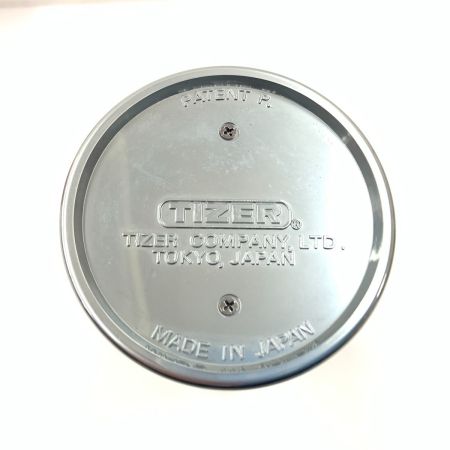 PATENT P.
TIZER®
TIZER COMPANY, LTD.
TOKYO, JAPAN
MADE IN JAPAN